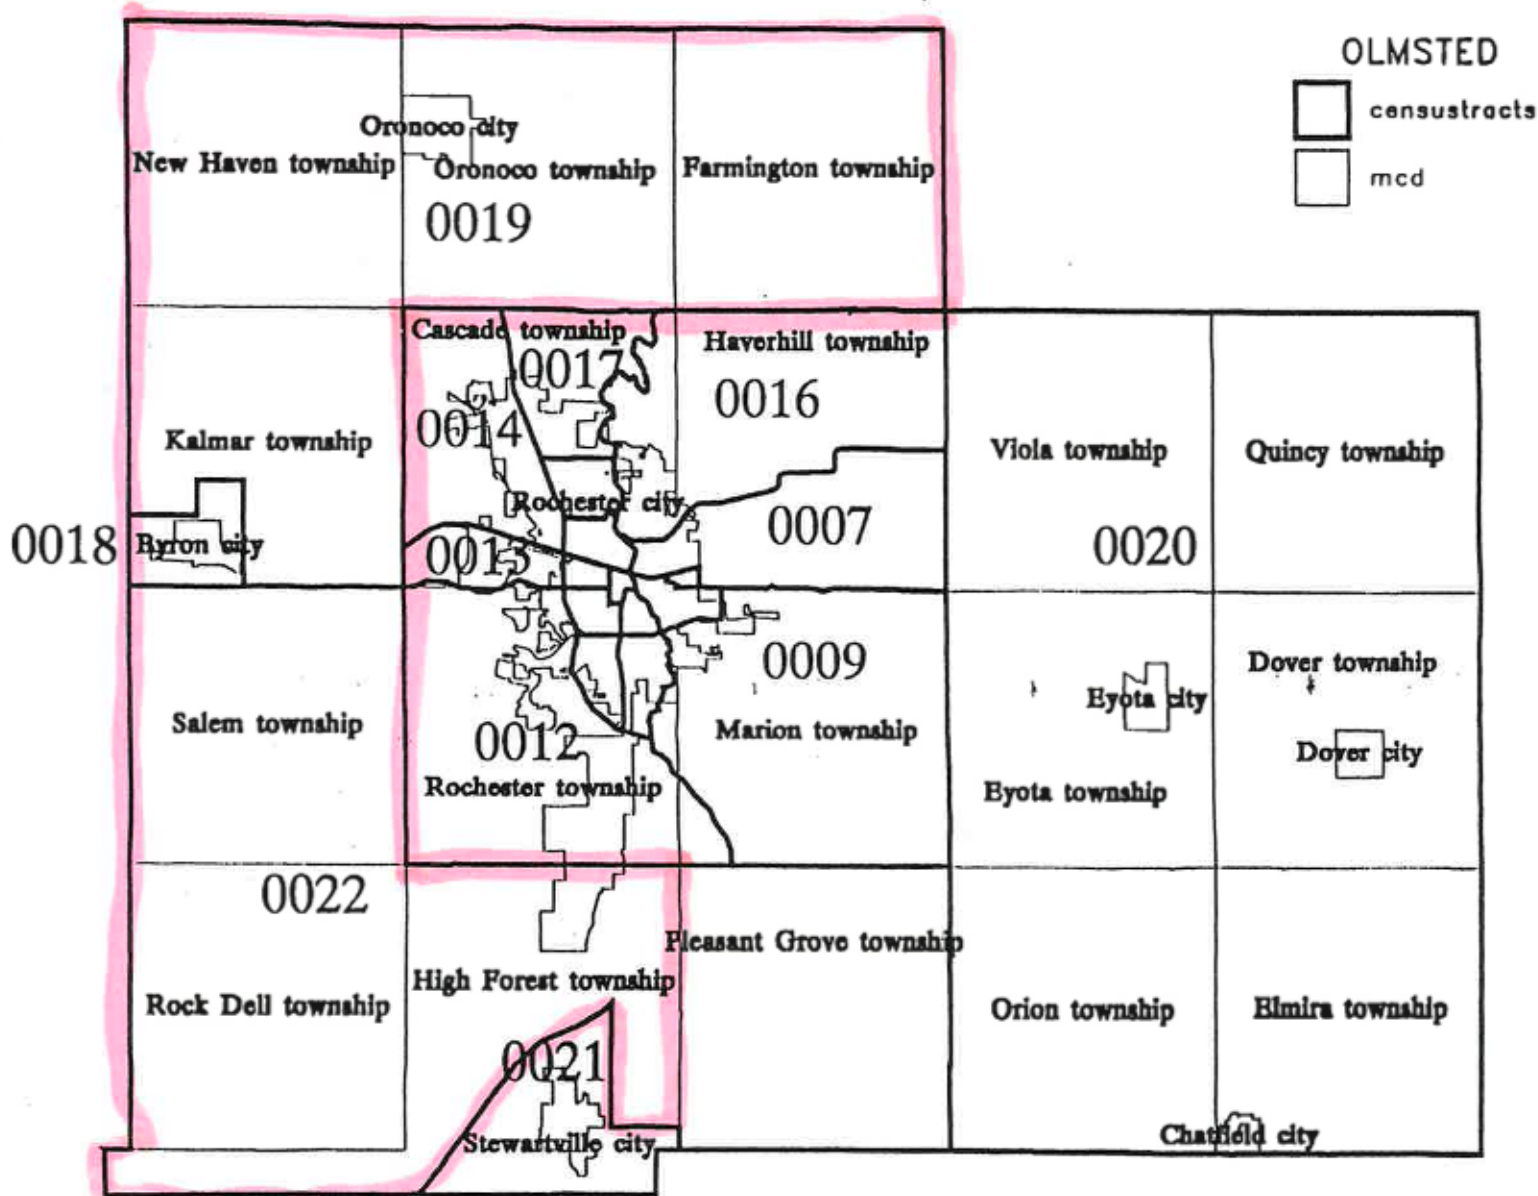 OLMSTED
censustracts
mcd
Oronoco city
New Haven township
Oronoco township
Farmington township
0019
Cascade township
Haverhill township
0017
0016
0014
Kalmar township
Viola township
Quincy township
Rochester city
0007
0018
Byron city
0013
0020
0009
Dover township
Eyota city
Salem township
0012
Marion township
Dover city
Rochester township
Eyota township
0022
Pleasant Grove township
High Forest township
Rock Dell township
Orion township
Elmira township
0021
Stewartville city
Chatfield city